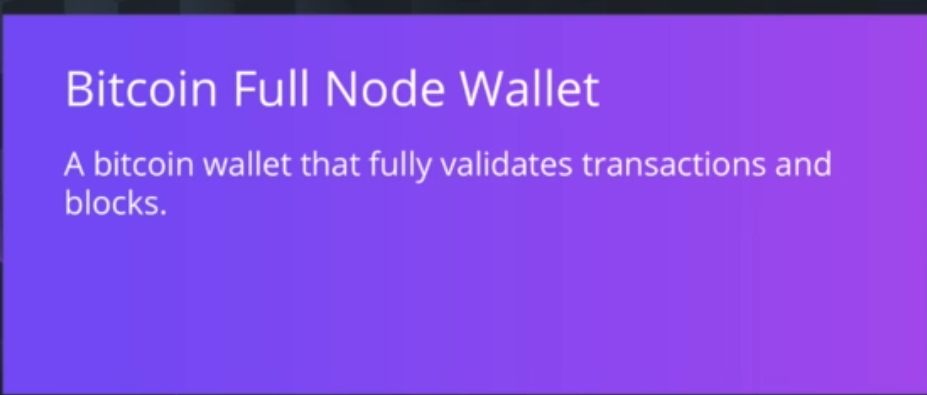 Bitcoin Full Node Wallet
A bitcoin wallet that fully validates transactions and
blocks.